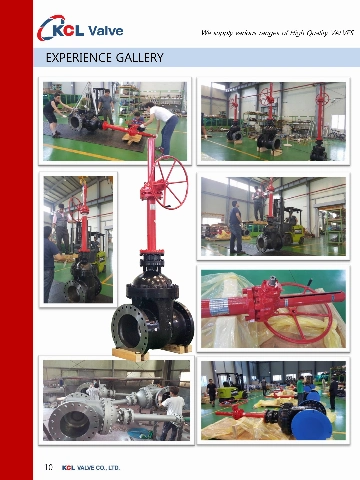 KCL Valve
We supply various ranges of High Quality VALVES
EXPERIENCE GALLERY
10 KCL VALVE CO., LTD.